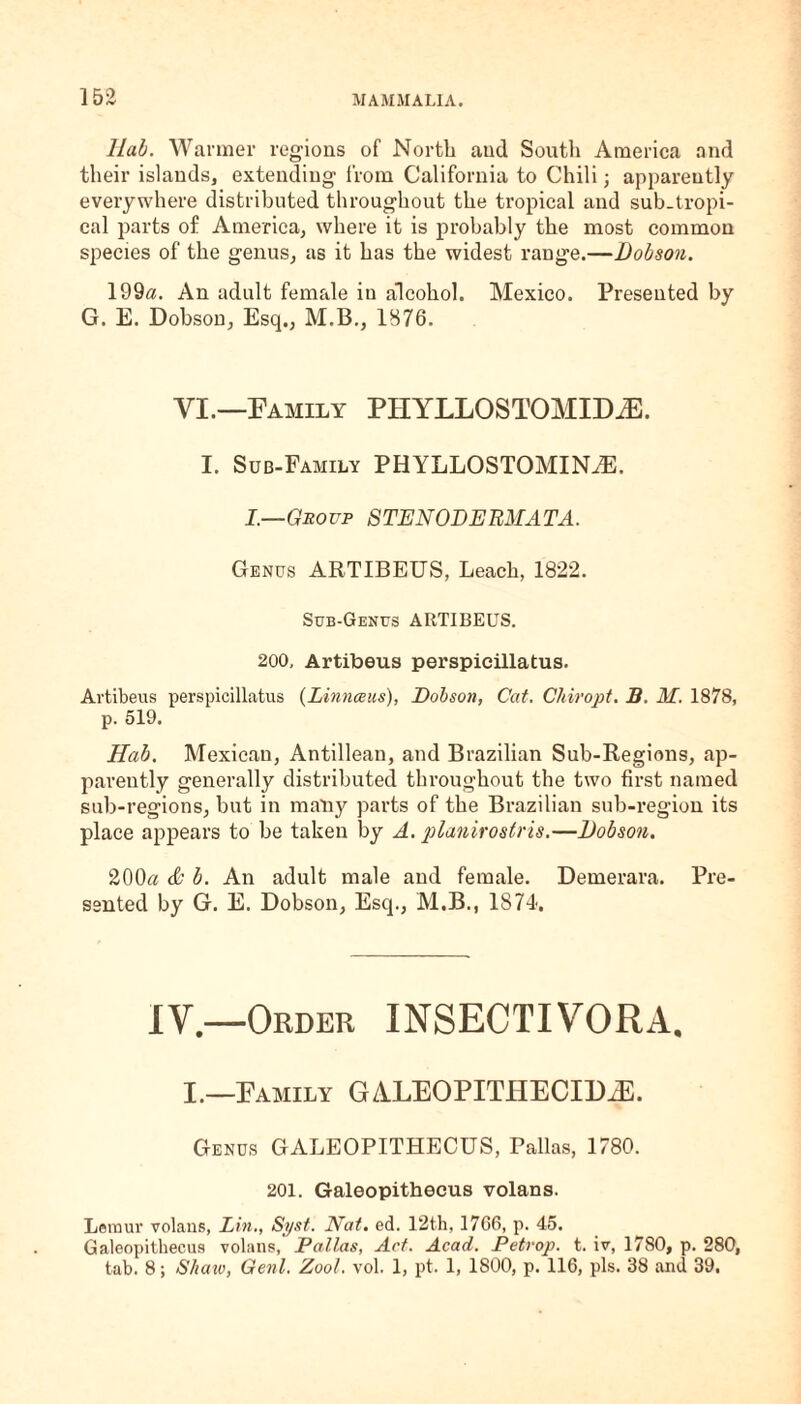 152 MAMMALIA.
Hab. Warmer regions of North and South America and
their islands, extending from California to Chili; apparently
everywhere distributed throughout the tropical and sub-tropi-
cal parts of America, where it is probably the most common
species of the genus, as it has the widest range.—Dobson.
199a. An adult female in alcohol. Mexico. Presented by
G. E. Dobson, Esq., M.B., 1876.
VI.—Family PHYLLOSTOMIDÆ.
I. Sub-Family PHYLLOSTOMINÆ.
I.—Group STENODERMATA.
Genus ARTIBEUS, Leach, 1822.
Sub-Genus ARTIBEUS.
200. Artibeus perspicillatus.
Artibeus perspicillatus (Linnæus), Dobson, Cat. Chiropt. B. M. 1878,
p. 519.
Hab. Mexican, Antillean, and Brazilian Sub-Regions, ap-
parently generally distributed throughout the two first named
sub-regions, but in many parts of the Brazilian sub-region its
place appears to be taken by A. planirostris.—Dobson.
200a & b. An adult male and female. Demerara. Pre-
sented by G. E. Dobson, Esq., M.B., 1874.
IV.—Order INSECTIVORA.
I.—Family GALEOPITHECIDÆ.
Genus GALEOPITHECUS, Pallas, 1780.
201. Galeopithecus volans.
Lemur volans, Lin., Syst. Nat. ed. 12th, 1766, p. 45.
Galeopithecus volans, Pallas, Act. Acad. Petrop. t. iv, 1780, p. 280,
tab. 8; Shaw, Genl. Zool. vol. 1, pt. 1, 1800, p. 116, pls. 38 and 39.